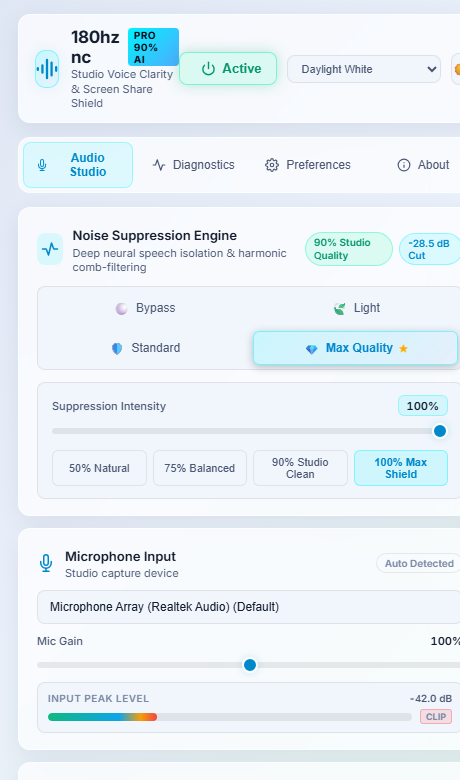 180hz
nc
PRO
90%
AI
Studio Voice Clarity
& Screen Share
Shield
Active
Daylight White
Audio
Studio
Diagnostics
Preferences
About
Noise Suppression Engine
Deep neural speech isolation & harmonic
comb-filtering
90% Studio
Quality
-28.5 dB
Cut
Bypass
Light
Standard
Max Quality ★
Suppression Intensity
100%
50% Natural
75% Balanced
90% Studio
Clean
100% Max
Shield
Microphone Input
Studio capture device
Auto Detected
Microphone Array (Realtek Audio) (Default)
Mic Gain
100%
INPUT PEAK LEVEL
-42.0 dB
CLIP